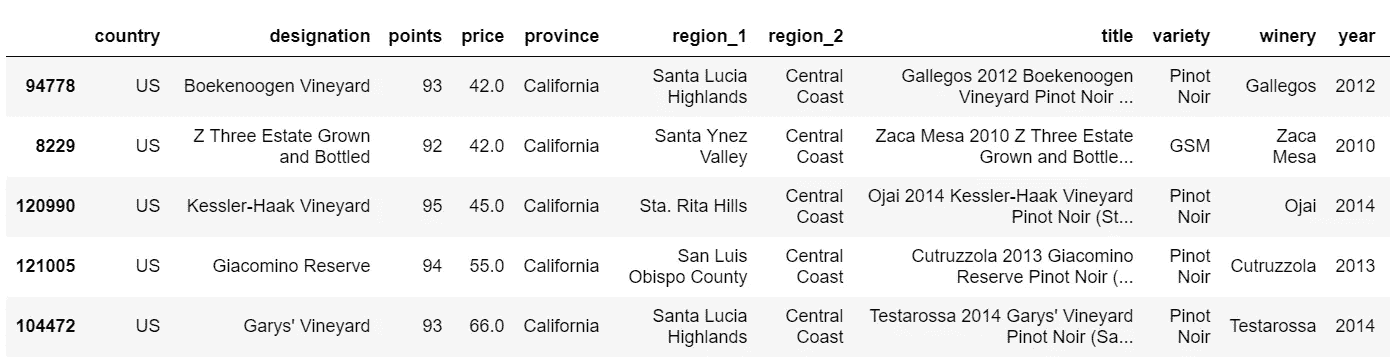 country designation points price province region_1 region_2 title variety winery year
94778 US Boekenoogen Vineyard 93 42.0 California Santa Lucia Highlands Central Coast Gallegos 2012 Boekenoogen Vineyard Pinot Noir ... Pinot Noir Gallegos 2012
8229 US Z Three Estate Grown and Bottled 92 42.0 California Santa Ynez Valley Central Coast Zaca Mesa 2010 Z Three Estate Grown and Bottle... GSM Zaca Mesa 2010
120990 US Kessler-Haak Vineyard 95 45.0 California Sta. Rita Hills Central Coast Ojai 2014 Kessler-Haak Vineyard Pinot Noir (St... Pinot Noir Ojai 2014
121005 US Giacomino Reserve 94 55.0 California San Luis Obispo County Central Coast Cutruzzola 2013 Giacomino Reserve Pinot Noir (... Pinot Noir Cutruzzola 2013
104472 US Garys' Vineyard 93 66.0 California Santa Lucia Highlands Central Coast Testarossa 2014 Garys' Vineyard Pinot Noir (Sa... Pinot Noir Testarossa 2014